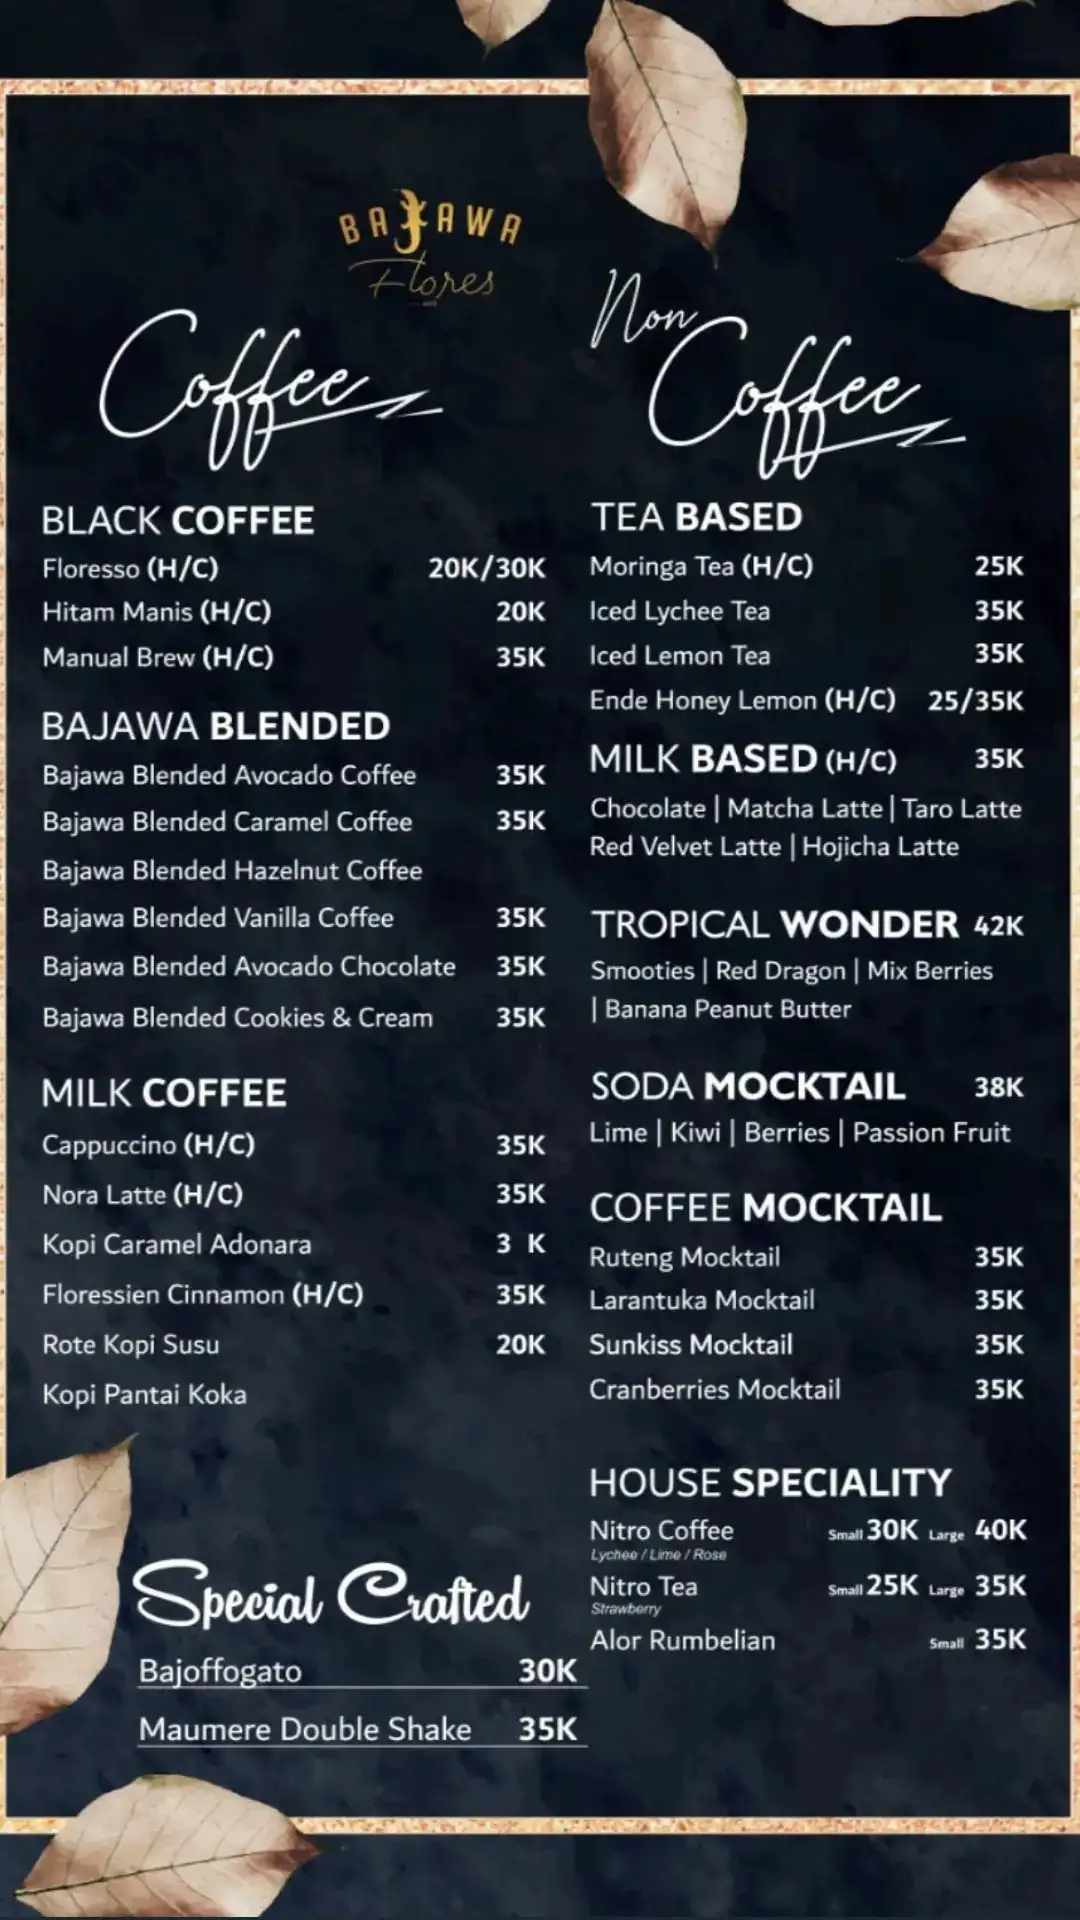 BAJAWA
Flores
Coffee
BLACK COFFEE
Floresso (H/C) 20K/30K
Hitam Manis (H/C) 20K
Manual Brew (H/C) 35K
BAJAWA BLENDED
Bajawa Blended Avocado Coffee 35K
Bajawa Blended Caramel Coffee 35K
Bajawa Blended Hazelnut Coffee
Bajawa Blended Vanilla Coffee 35K
Bajawa Blended Avocado Chocolate 35K
Bajawa Blended Cookies & Cream 35K
MILK COFFEE
Cappuccino (H/C) 35K
Nora Latte (H/C) 35K
Kopi Caramel Adonara 3 K
Floressien Cinnamon (H/C) 35K
Rote Kopi Susu 20K
Kopi Pantai Koka
Special Crafted
Bajoffogato 30K
Maumere Double Shake 35K
Non
Coffee
TEA BASED
Moringa Tea (H/C) 25K
Iced Lychee Tea 35K
Iced Lemon Tea 35K
Ende Honey Lemon (H/C) 25/35K
MILK BASED (H/C) 35K
Chocolate | Matcha Latte | Taro Latte
Red Velvet Latte | Hojicha Latte
TROPICAL WONDER 42K
Smooties | Red Dragon | Mix Berries
| Banana Peanut Butter
SODA MOCKTAIL 38K
Lime | Kiwi | Berries | Passion Fruit
COFFEE MOCKTAIL
Ruteng Mocktail 35K
Larantuka Mocktail 35K
Sunkiss Mocktail 35K
Cranberries Mocktail 35K
HOUSE SPECIALITY
Nitro Coffee Small 30K Large 40K
Lychee / Lime / Rose
Nitro Tea Small 25K Large 35K
Strawberry
Alor Rumbelian Small 35K